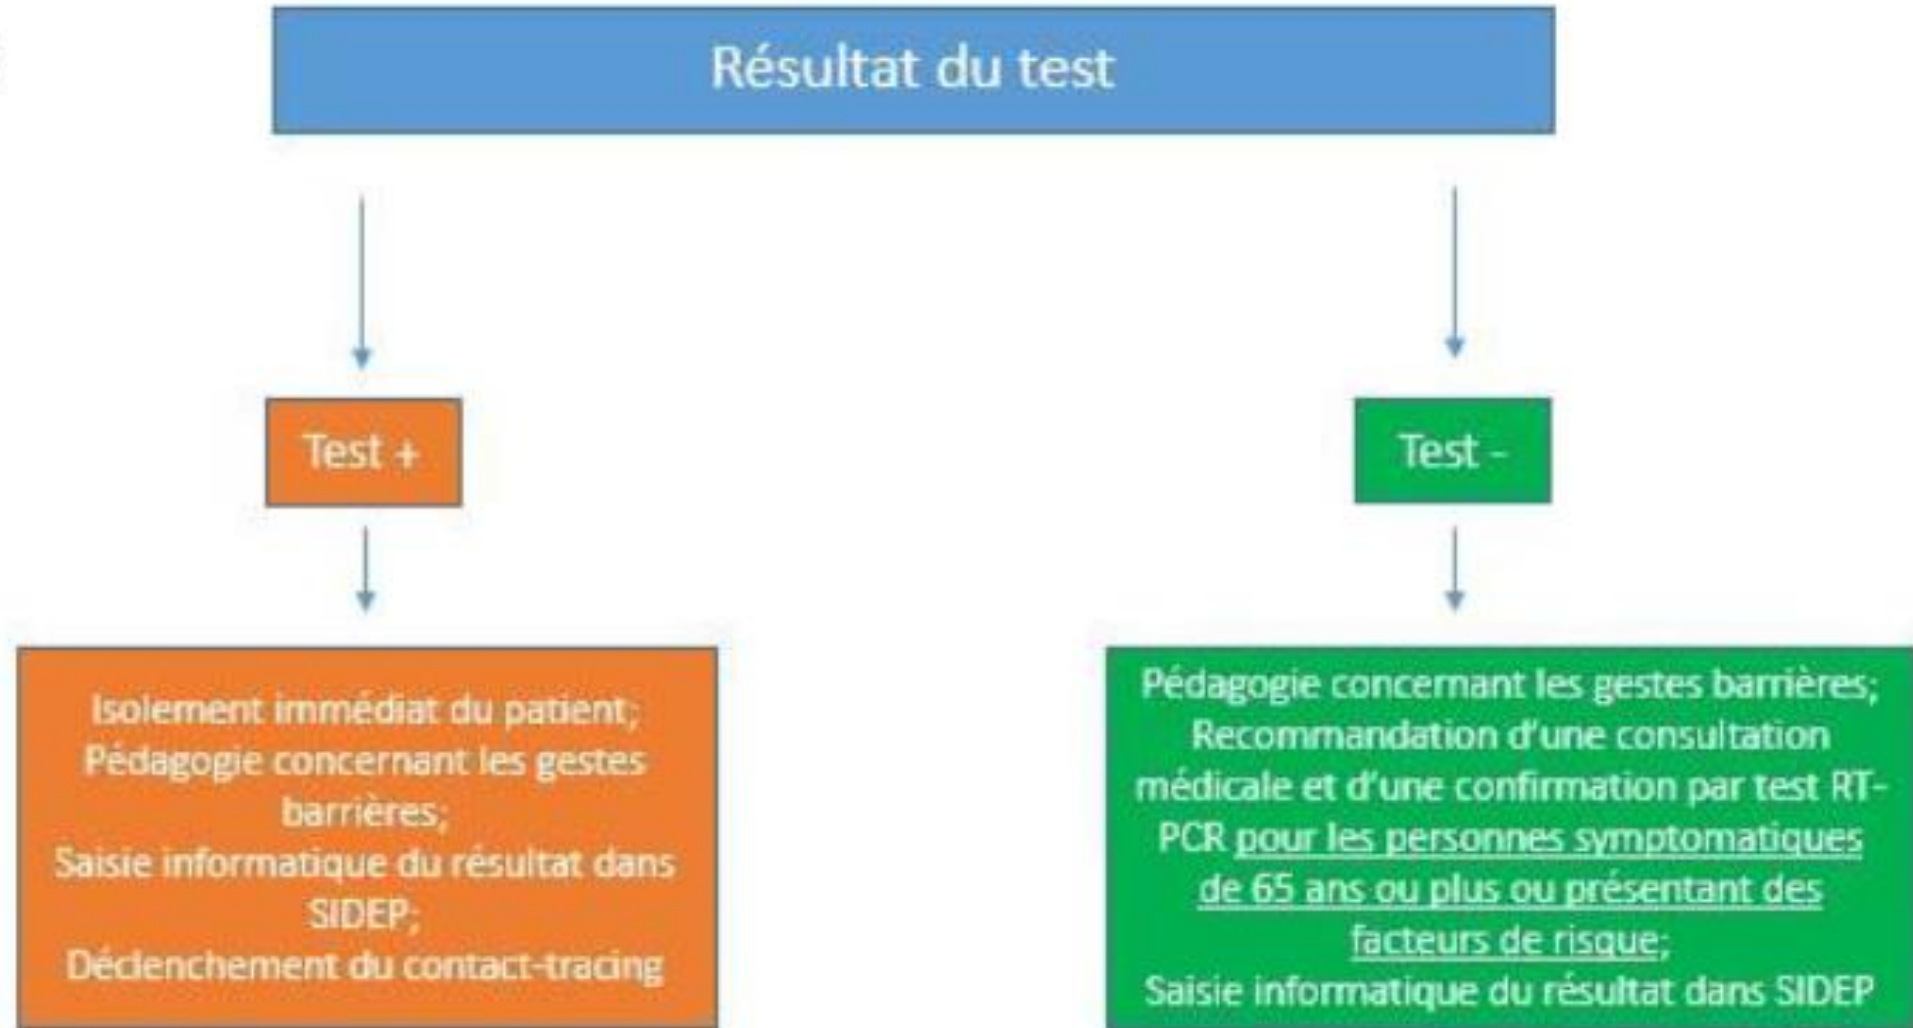 Résultat du test
Test +
Test -
Isolement immédiat du patient;
Pédagogie concernant les gestes
barrières;
Saisie informatique du résultat dans
SIDEP;
Déclenchement du contact-tracing
Pédagogie concernant les gestes barrières;
Recommandation d'une consultation
médicale et d'une confirmation par test RT-
PCR pour les personnes symptomatiques
de 65 ans ou plus ou présentant des
facteurs de risque;
Saisie informatique du résultat dans SIDEP